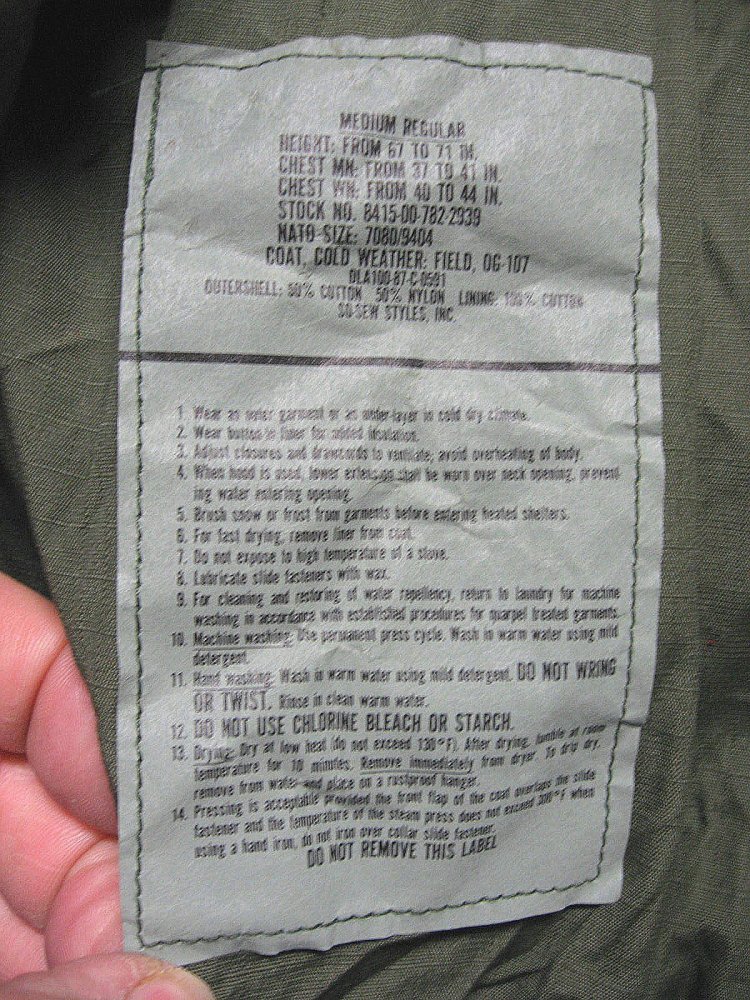 MEDIUM REGULAR
HEIGHT: FROM 67 TO 71 IN.
CHEST MN: FROM 37 TO 41 IN.
CHEST WN: FROM 40 TO 44 IN.
STOCK NO. 8415-00-782-2939
NATO SIZE: 7080/9404
COAT, COLD WEATHER: FIELD, OG-107
DLA100-87-C-0591
OUTERSHELL: 50% COTTON 50% NYLON LINING: 100% COTTON
SO-SEW STYLES, INC.
1. Wear as outer garment or as under-layer in cold dry climate.
2. Wear button in liner for added insulation.
3. Adjust closures and drawcords to ventilate, avoid overheating of body.
4. When hood is used, lower extension shall be worn over neck opening, prevent-
ing water entering opening.
5. Brush snow or frost from garments before entering heated shelters.
6. For fast drying, remove liner from coat.
7. Do not expose to high temperature of a stove.
8. Lubricate slide fasteners with wax.
9. For cleaning and restoring of water repellency, return to laundry for machine
washing in accordance with established procedures for quarpel treated garments.
10. Machine washing: Use permanent press cycle. Wash in warm water using mild
detergent.
11. Hand washing: Wash in warm water using mild detergent. DO NOT WRING
OR TWIST. Rinse in clean warm water.
12. DO NOT USE CHLORINE BLEACH OR STARCH.
13. Drying: Dry at low heat (do not exceed 130°F). After drying, tumble at room
temperature for 10 minutes. Remove immediately from dryer. To drip dry,
remove from water and place on a rustproof hanger.
14. Pressing is acceptable provided the front flap of the coat overlaps the slide
fastener and the temperature of the steam press does not exceed 300°F when
using a hand iron, do not iron over collar slide fastener.
DO NOT REMOVE THIS LABEL